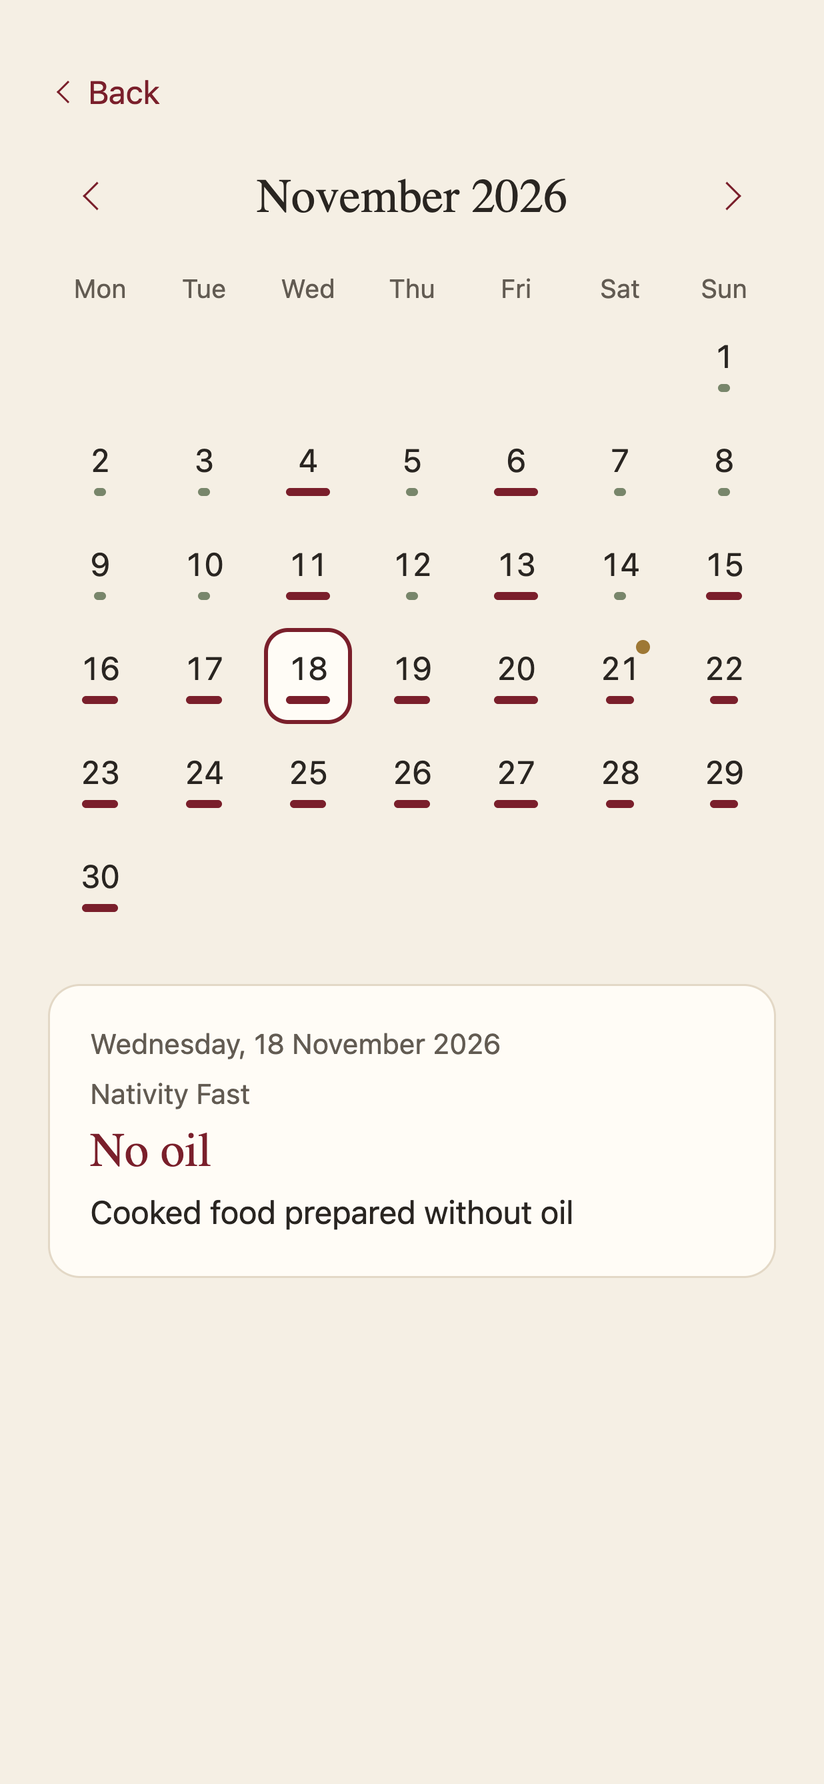 Back
November 2026
Mon Tue Wed Thu Fri Sat Sun
1
2 3 4 5 6 7 8
9 10 11 12 13 14 15
16 17 18 19 20 21 22
23 24 25 26 27 28 29
30
Wednesday, 18 November 2026
Nativity Fast
No oil
Cooked food prepared without oil